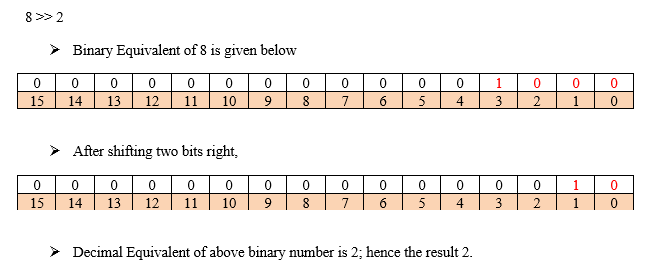 8 >> 2
➤ Binary Equivalent of 8 is given below
0 0 0 0 0 0 0 0 0 0 0 0 1 0 0 0
15 14 13 12 11 10 9 8 7 6 5 4 3 2 1 0
➤ After shifting two bits right,
0 0 0 0 0 0 0 0 0 0 0 0 0 0 1 0
15 14 13 12 11 10 9 8 7 6 5 4 3 2 1 0
➤ Decimal Equivalent of above binary number is 2; hence the result 2.